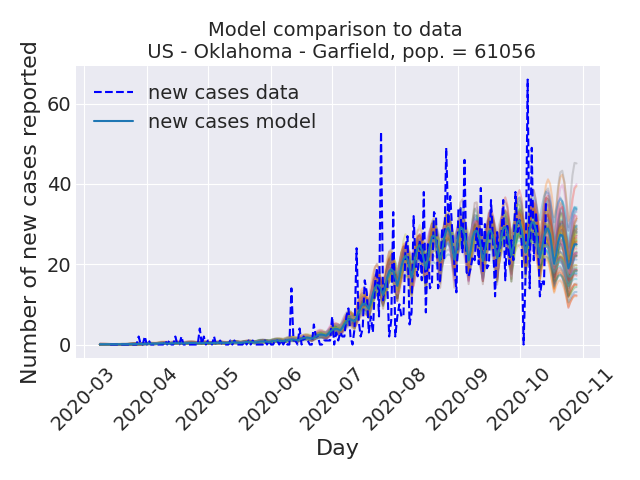 Model comparison to data
US - Oklahoma - Garfield, pop. = 61056
Number of new cases reported
60
40
20
0
new cases data
new cases model
2020-03
2020-04
2020-05
2020-06
2020-07
2020-08
2020-09
2020-10
2020-11
Day